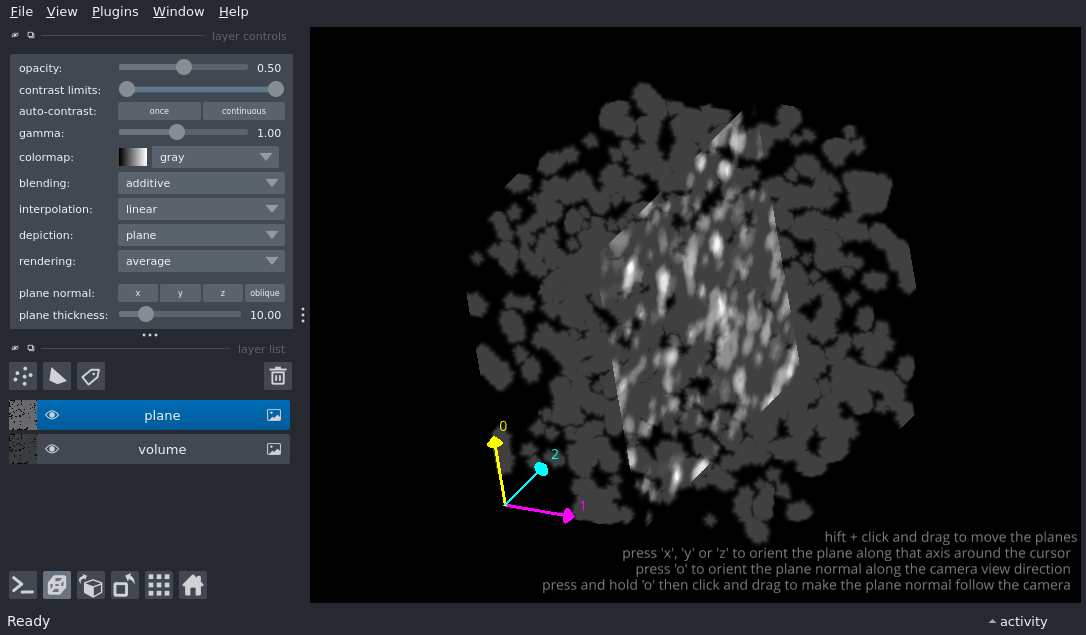 File View Plugins Window Help
layer controls
opacity: 0.50
contrast limits:
auto-contrast: once continuous
gamma: 1.00
colormap: gray
blending: additive
interpolation: linear
depiction: plane
rendering: average
plane normal: x y z oblique
plane thickness: 10.00
layer list
plane
volume
0
2
1
hift + click and drag to move the planes
press 'x', 'y' or 'z' to orient the plane along that axis around the cursor
press 'o' to orient the plane normal along the camera view direction
press and hold 'o' then click and drag to make the plane normal follow the camera
Ready activity